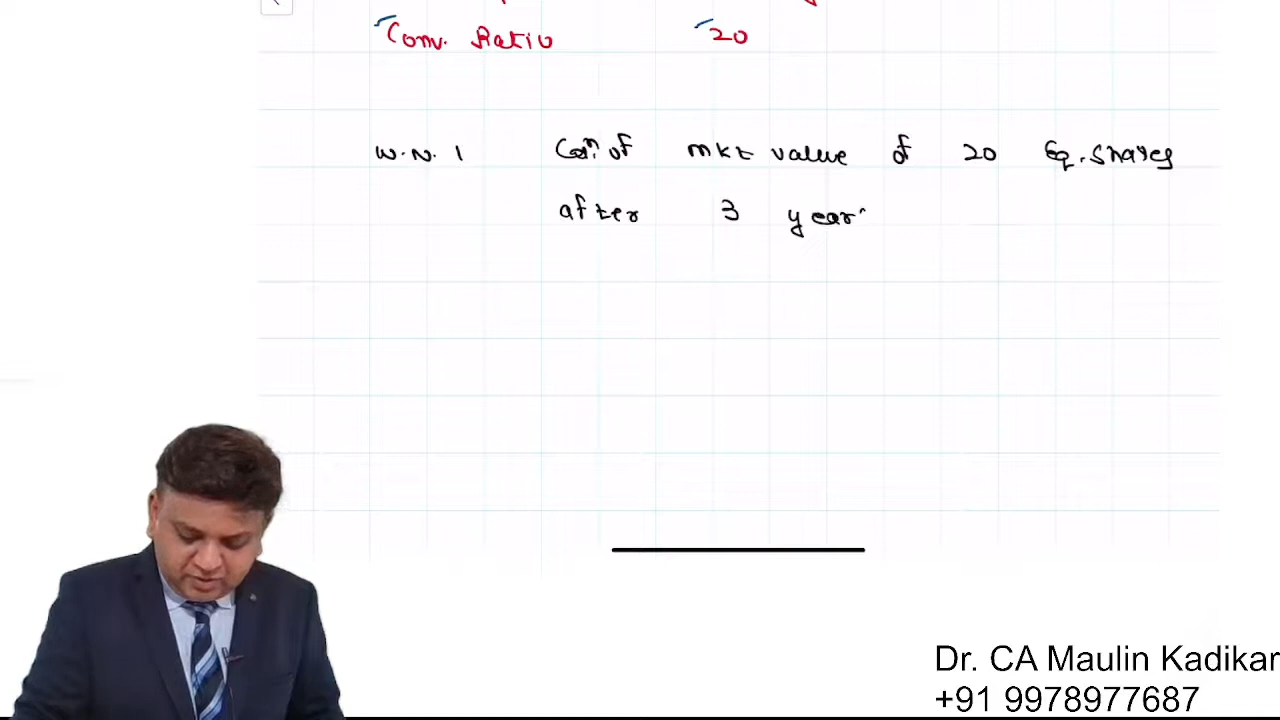 Conv. Ratio 20
W.N. 1 Calⁿ. of mkt value of 20 Eq. Shares
after 3 year
Dr. CA Maulin Kadikar
+91 9978977687